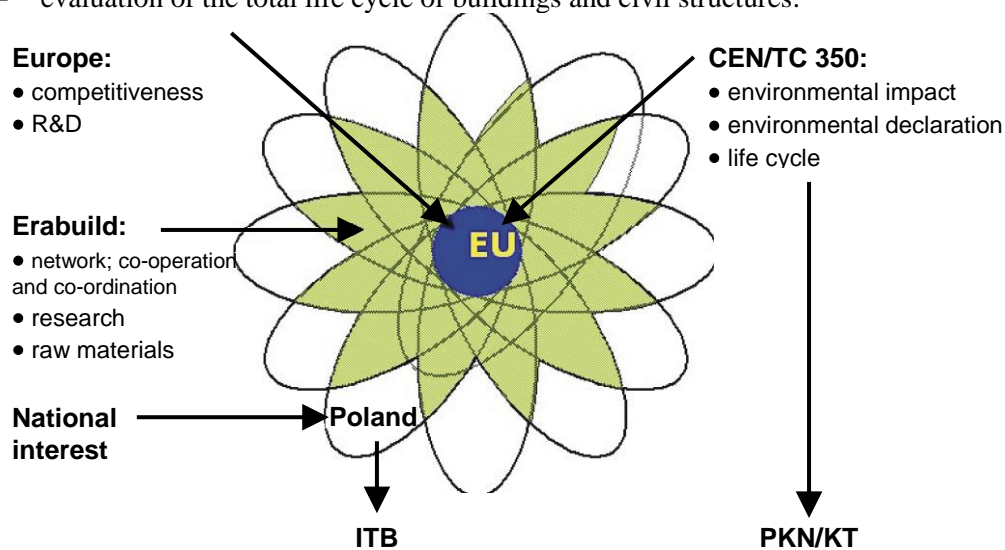 evaluation of the total life cycle of buildings and civil structures.
Europe:
• competitiveness
• R&D
CEN/TC 350:
• environmental impact
• environmental declaration
• life cycle
EU
Erabuild:
• network; co-operation
and co-ordination
• research
• raw materials
National
interest
Poland
ITB
PKN/KT